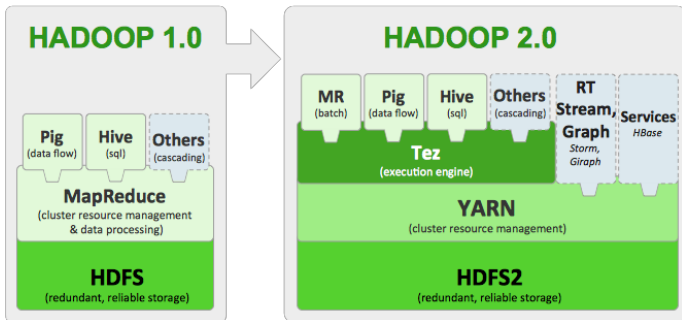 HADOOP 1.0
Pig
(data flow)
Hive
(sql)
Others
(cascading)
MapReduce
(cluster resource management
& data processing)
HDFS
(redundant, reliable storage)
HADOOP 2.0
MR
(batch)
Pig
(data flow)
Hive
(sql)
Others
(cascading)
RT
Stream,
Graph
Storm,
Giraph
Services
HBase
Tez
(execution engine)
YARN
(cluster resource management)
HDFS2
(redundant, reliable storage)